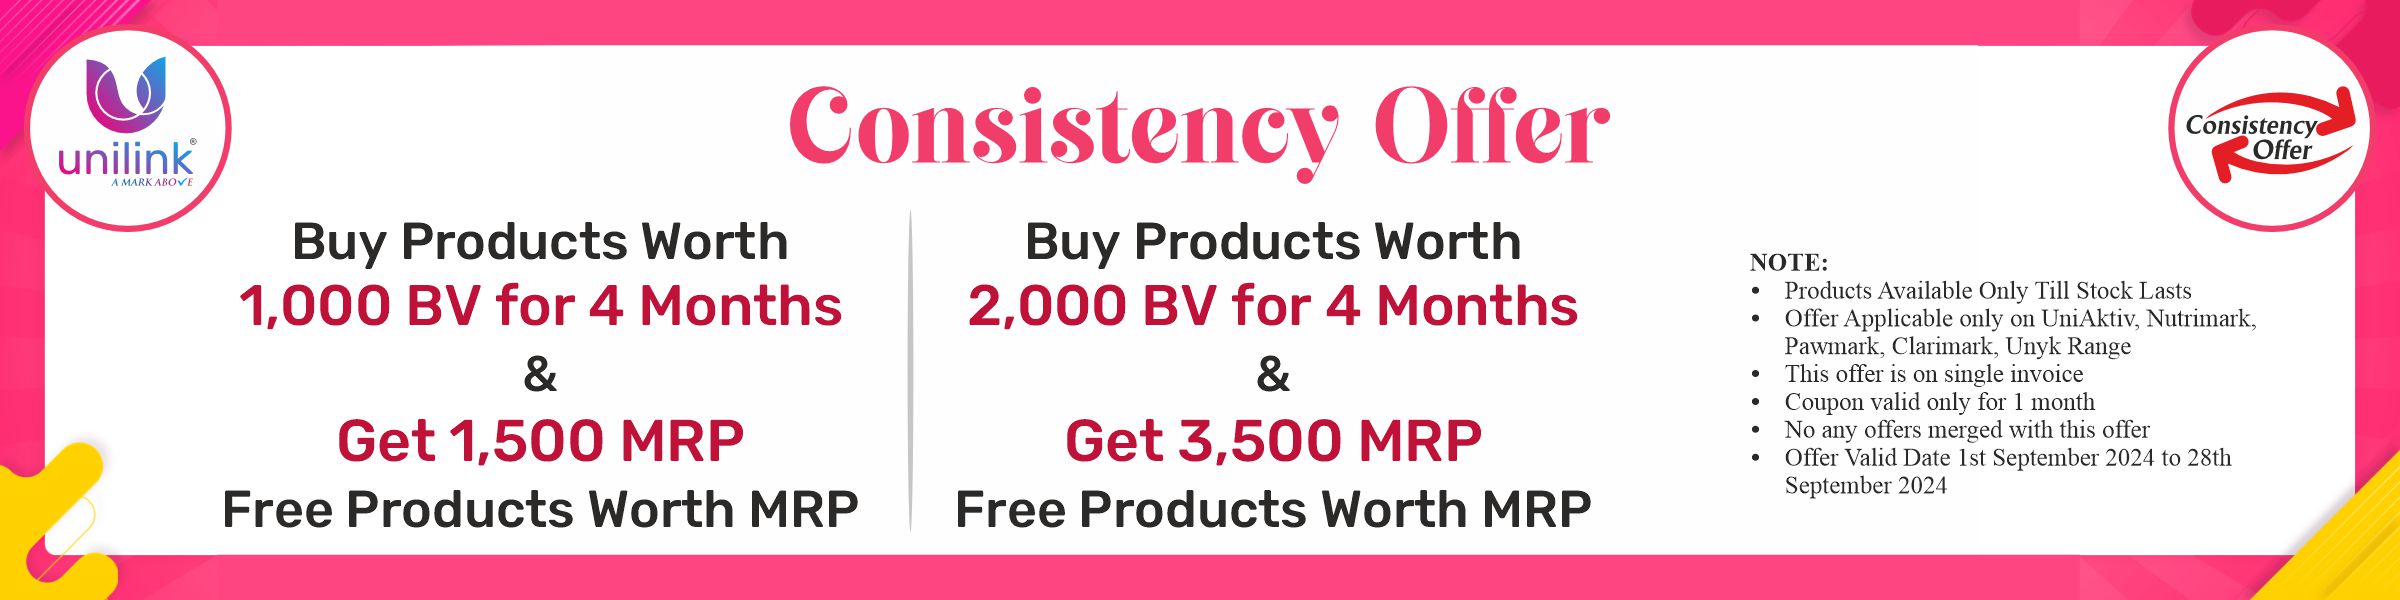 unilink®
A MARK ABOVE
Consistency Offer
Consistency
Offer
Buy Products Worth
1,000 BV for 4 Months
&
Get 1,500 MRP
Free Products Worth MRP
Buy Products Worth
2,000 BV for 4 Months
&
Get 3,500 MRP
Free Products Worth MRP
NOTE:
• Products Available Only Till Stock Lasts
• Offer Applicable only on UniAktiv, Nutrimark,
Pawmark, Clarimark, Unyk Range
• This offer is on single invoice
• Coupon valid only for 1 month
• No any offers merged with this offer
• Offer Valid Date 1st September 2024 to 28th
September 2024